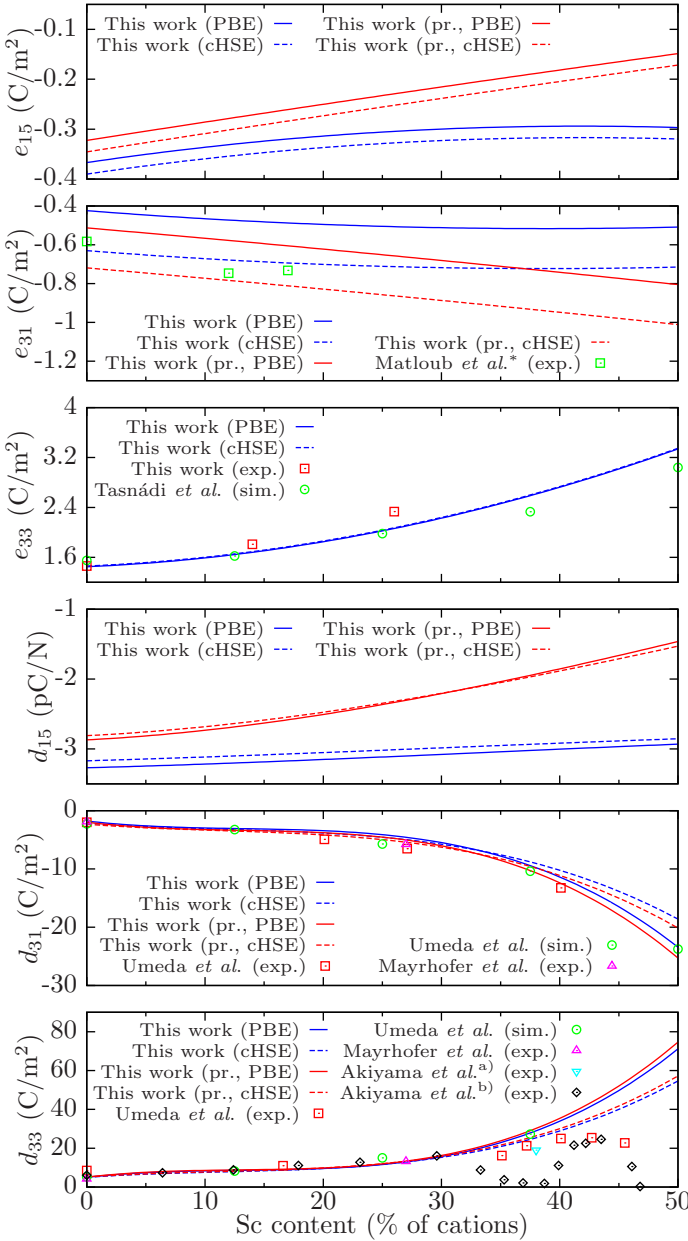 -0.1
-0.2
-0.3
-0.4
e15 (C/m2)
This work (PBE) This work (pr., PBE)
This work (cHSE) This work (pr., cHSE)
-0.4
-0.6
-0.8
-1
-1.2
e31 (C/m2)
This work (PBE)
This work (cHSE) This work (pr., cHSE)
This work (pr., PBE) Matloub et al.* (exp.)
4
3.2
2.4
1.6
e33 (C/m2)
This work (PBE)
This work (cHSE)
This work (exp.)
Tasnádi et al. (sim.)
-1
-2
-3
d15 (pC/N)
This work (PBE) This work (pr., PBE)
This work (cHSE) This work (pr., cHSE)
0
-10
-20
-30
d31 (C/m2)
This work (PBE)
This work (cHSE)
This work (pr., PBE)
This work (pr., cHSE) Umeda et al. (sim.)
Umeda et al. (exp.) Mayrhofer et al. (exp.)
80
60
40
20
0
d33 (C/m2)
This work (PBE) Umeda et al. (sim.)
This work (cHSE) Mayrhofer et al. (exp.)
This work (pr., PBE) Akiyama et al.a) (exp.)
This work (pr., cHSE) Akiyama et al.b) (exp.)
Umeda et al. (exp.)
0 10 20 30 40 50
Sc content (% of cations)